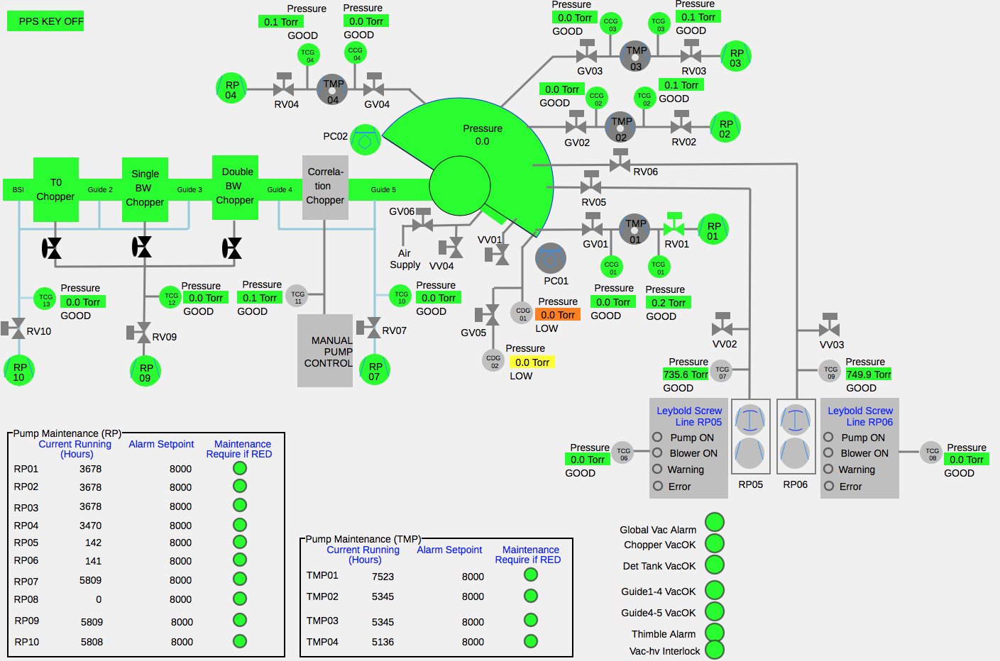 PPS KEY OFF
Pressure
0.1 Torr
GOOD
Pressure
0.0 Torr
GOOD
TCG
04
CCG
04
RP
04
RV04
TMP
04
GV04
Pressure
0.0 Torr
GOOD
CCG
03
TCG
03
Pressure
0.1 Torr
GOOD
GV03
TMP
03
RV03
RP
03
0.0 Torr
GOOD
CCG
02
TCG
02
0.1 Torr
GOOD
GV02
TMP
02
RV02
RP
02
PC02
Pressure
0.0
RV06
RV05
BSI
T0
Chopper
Guide 2
Single
BW
Chopper
Guide 3
Double
BW
Chopper
Guide 4
Correla-
tion
Chopper
Guide 5
GV06
Air
Supply
VV04
VV01
GV01
TMP
01
RV01
RP
01
PC01
CCG
01
TCG
01
Pressure
0.0 Torr
GOOD
Pressure
0.2 Torr
GOOD
TCG
13
Pressure
0.0 Torr
GOOD
TCG
12
Pressure
0.0 Torr
GOOD
Pressure
0.1 Torr
GOOD
TCG
11
TCG
10
Pressure
0.0 Torr
GOOD
RV10
RV09
RV07
RP
10
RP
09
MANUAL
PUMP
CONTROL
RP
07
GV05
CDG
01
Pressure
0.0 Torr
LOW
CDG
02
Pressure
0.0 Torr
LOW
VV02
VV03
Pressure
735.6 Torr
GOOD
TCG
07
TCG
09
Pressure
749.9 Torr
GOOD
Leybold Screw
Line RP05
Pump ON
Blower ON
Warning
Error
RP05
RP06
Leybold Screw
Line RP06
Pump ON
Blower ON
Warning
Error
Pressure
0.0 Torr
GOOD
TCG
06
TCG
08
Pressure
0.0 Torr
GOOD
Pump Maintenance (RP)
Current Running
(Hours)
Alarm Setpoint
Maintenance
Require if RED
RP01 3678 8000
RP02 3678 8000
RP03 3678 8000
RP04 3470 8000
RP05 142 8000
RP06 141 8000
RP07 5809 8000
RP08 0 8000
RP09 5809 8000
RP10 5808 8000
Pump Maintenance (TMP)
Current Running
(Hours)
Alarm Setpoint
Maintenance
Require if RED
TMP01 7523 8000
TMP02 5345 8000
TMP03 5345 8000
TMP04 5136 8000
Global Vac Alarm
Chopper VacOK
Det Tank VacOK
Guide1-4 VacOK
Guide4-5 VacOK
Thimble Alarm
Vac-hv Interlock